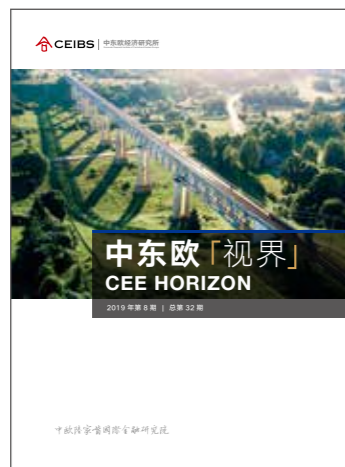 CEIBS | 中东欧经济研究所
中东欧「视界」
CEE HORIZON
2019 年第 8 期 | 总第 32 期
中欧陆家嘴国际金融研究院